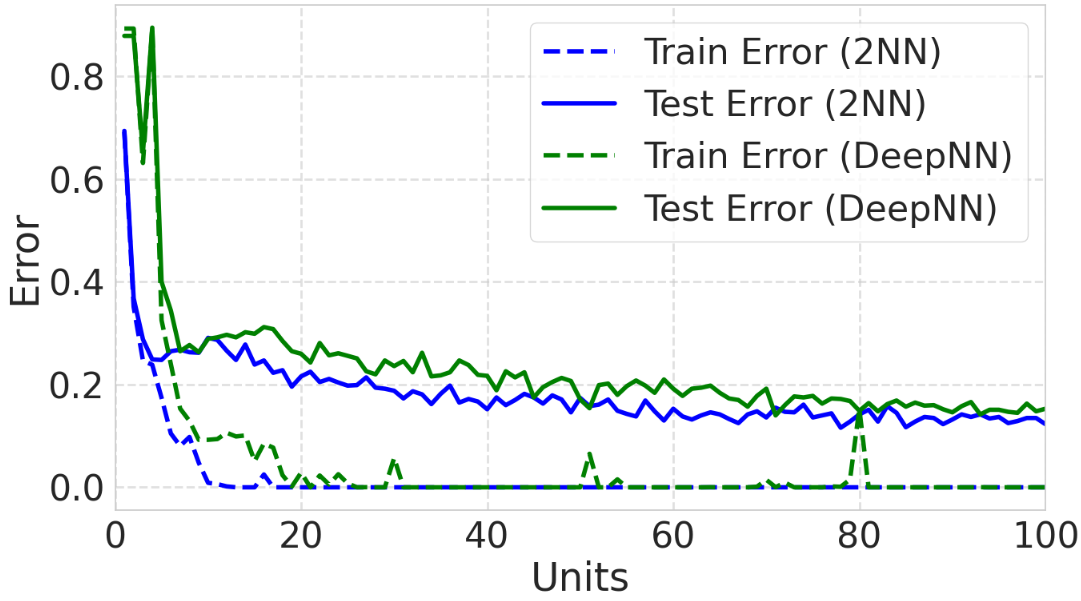 Error
0.8
0.6
0.4
0.2
0.0
Train Error (2NN)
Test Error (2NN)
Train Error (DeepNN)
Test Error (DeepNN)
0 20 40 60 80 100
Units